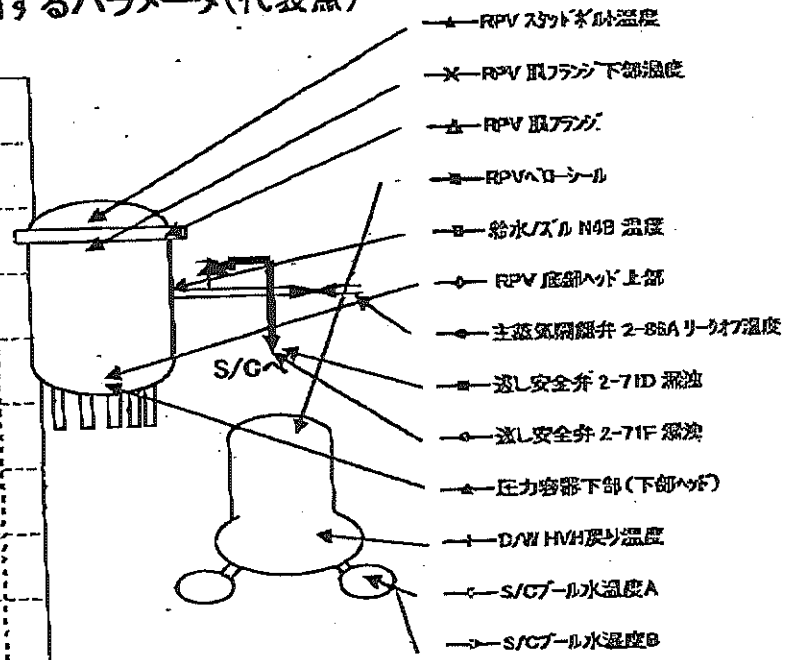 するパラメータ(代表点)
RPV スタッドボルト温度
RPV 胴フランジ下部温度
RPV 胴フランジ
RPVベローシール
給水ノズル N4B 温度
RPV 底部ヘッド上部
主蒸気隔離弁 2-86A リークオフ温度
S/Cへ
逃し安全弁 2-71D 漏洩
逃し安全弁 2-71F 漏洩
圧力容器下部(下部ヘッド)
D/W HVH戻り温度
S/Cプール水温度A
S/Cプール水温度B